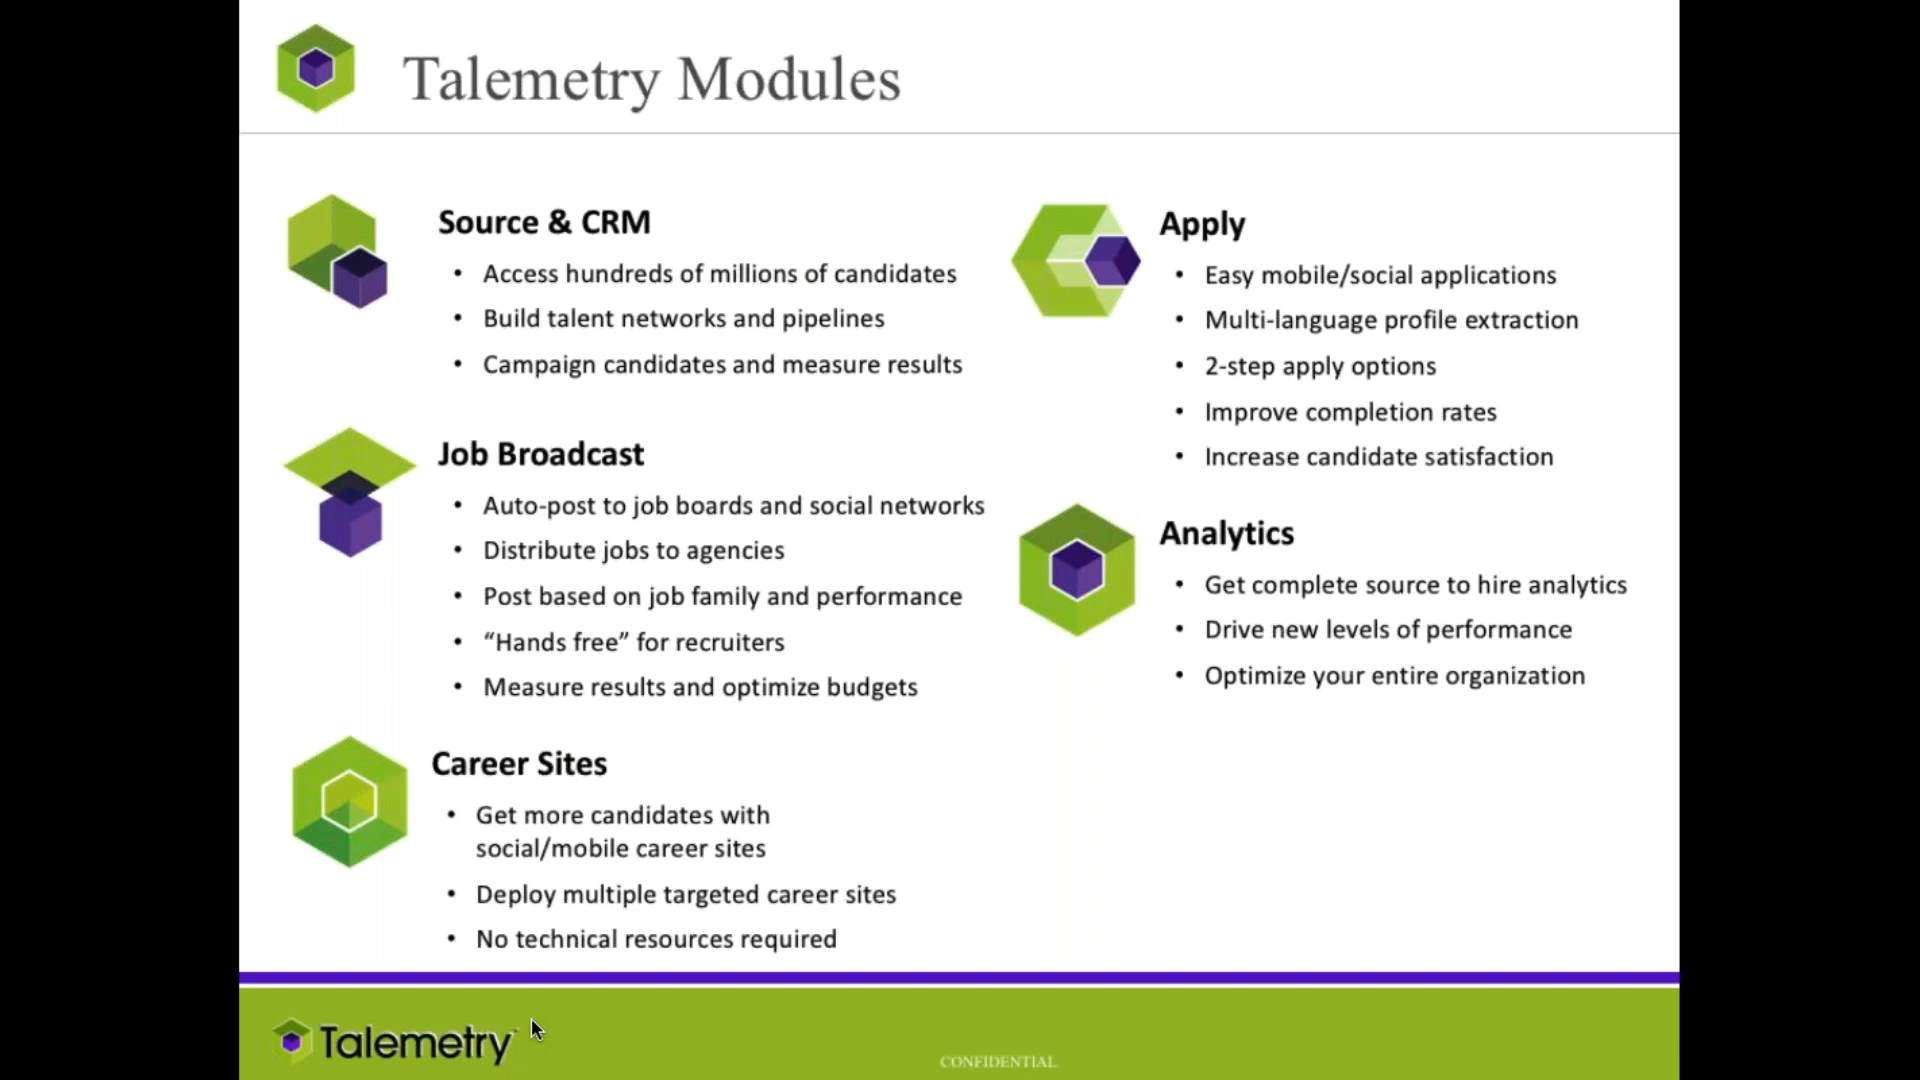 Talemetry Modules
Source & CRM
• Access hundreds of millions of candidates
• Build talent networks and pipelines
• Campaign candidates and measure results
Job Broadcast
• Auto-post to job boards and social networks
• Distribute jobs to agencies
• Post based on job family and performance
• “Hands free” for recruiters
• Measure results and optimize budgets
Career Sites
• Get more candidates with
social/mobile career sites
• Deploy multiple targeted career sites
• No technical resources required
Apply
• Easy mobile/social applications
• Multi-language profile extraction
• 2-step apply options
• Improve completion rates
• Increase candidate satisfaction
Analytics
• Get complete source to hire analytics
• Drive new levels of performance
• Optimize your entire organization
Talemetry
CONFIDENTIAL